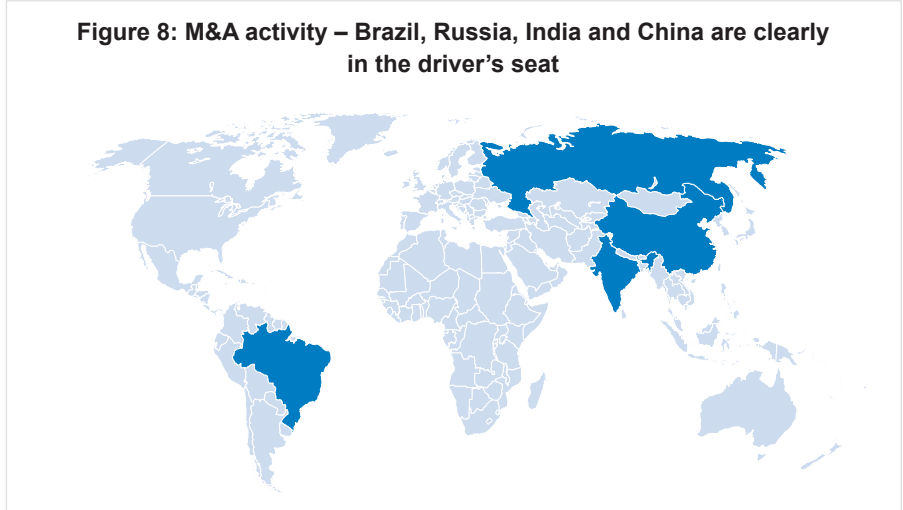 Figure 8: M&A activity – Brazil, Russia, India and China are clearly
in the driver’s seat